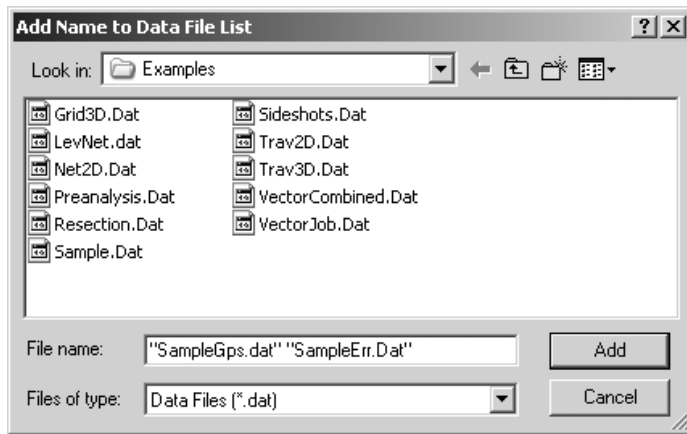 Add Name to Data File List
Look in: Examples
Grid3D.Dat
LevNet.dat
Net2D.Dat
Preanalysis.Dat
Resection.Dat
Sample.Dat
Sideshots.Dat
Trav2D.Dat
Trav3D.Dat
VectorCombined.Dat
VectorJob.Dat
File name: "SampleGps.dat" "SampleErr.Dat" Add
Files of type: Data Files (*.dat) Cancel